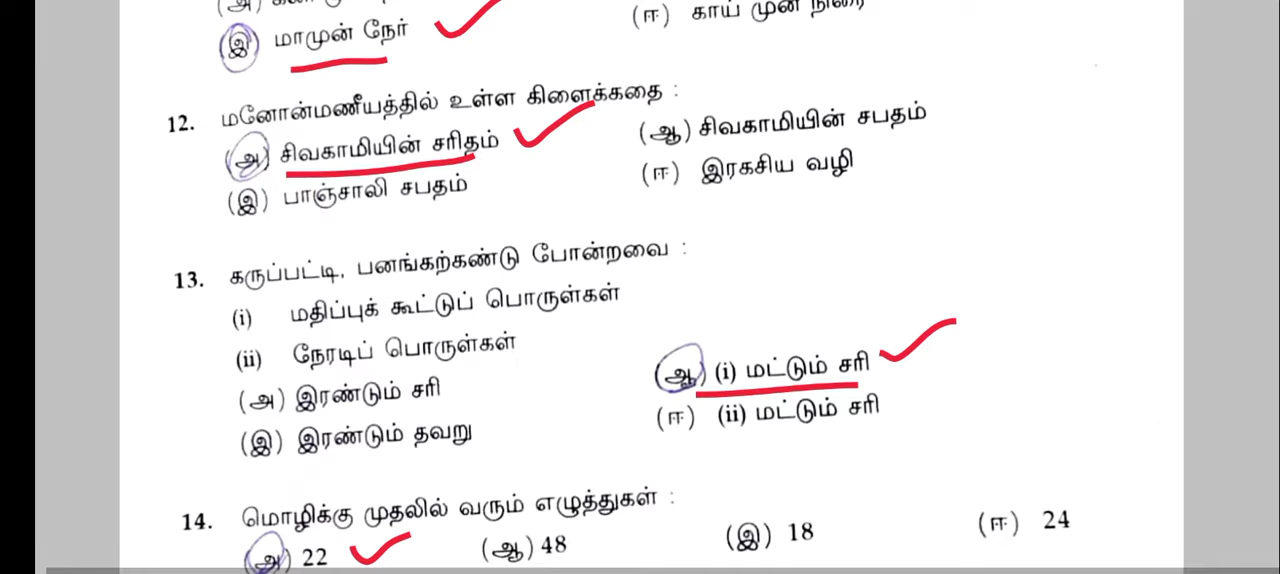 (இ) மாமுன் நேர்
(ஈ) காய் முன் நிரை
12. மனோன்மணீயத்தில் உள்ள கிளைக்கதை :
(அ) சிவகாமியின் சரிதம்
(ஆ) சிவகாமியின் சபதம்
(இ) பாஞ்சாலி சபதம்
(ஈ) இரகசிய வழி
13. கருப்பட்டி, பனங்கற்கண்டு போன்றவை :
(i) மதிப்புக் கூட்டுப் பொருள்கள்
(ii) நேரடிப் பொருள்கள்
(அ) இரண்டும் சரி
(ஆ) (i) மட்டும் சரி
(இ) இரண்டும் தவறு
(ஈ) (ii) மட்டும் சரி
14. மொழிக்கு முதலில் வரும் எழுத்துகள் :
(அ) 22 (ஆ) 48 (இ) 18 (ஈ) 24